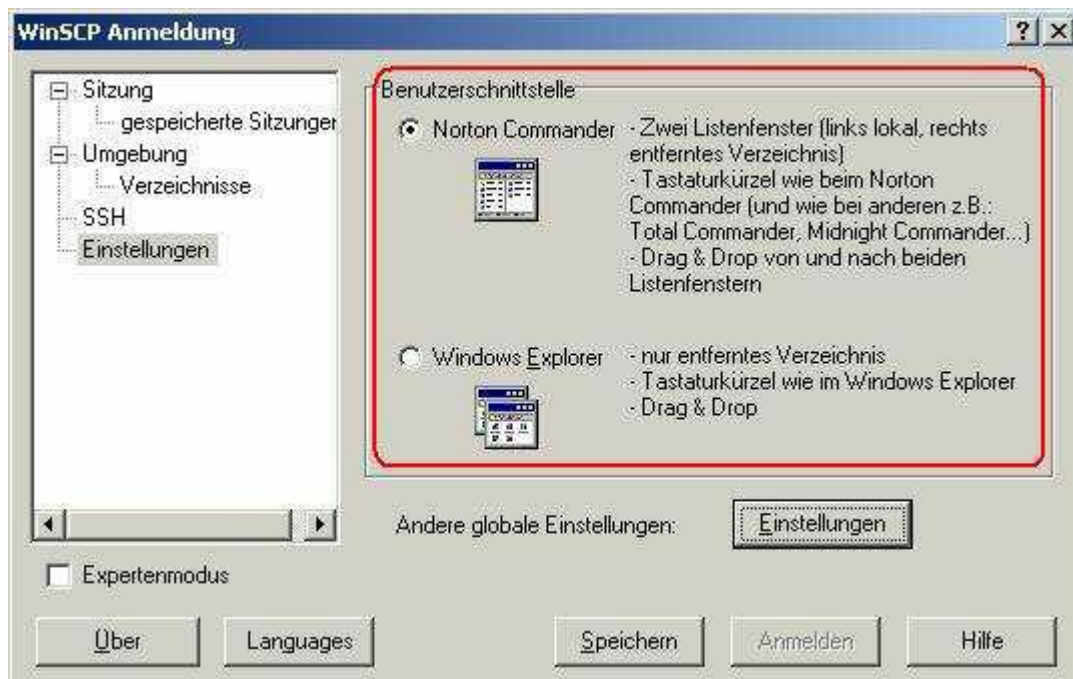 WinSCP Anmeldung
Sitzung
gespeicherte Sitzunger
Umgebung
Verzeichnisse
SSH
Einstellungen
Benutzerschnittstelle
Norton Commander
- Zwei Listenfenster (links lokal, rechts
entferntes Verzeichnis)
- Tastaturkürzel wie beim Norton
Commander (und wie bei anderen z.B.:
Total Commander, Midnight Commander...)
- Drag & Drop von und nach beiden
Listenfenstern
Windows Explorer
- nur entferntes Verzeichnis
- Tastaturkürzel wie im Windows Explorer
- Drag & Drop
Andere globale Einstellungen:
Einstellungen
Expertenmodus
Über
Languages
Speichern
Anmelden
Hilfe